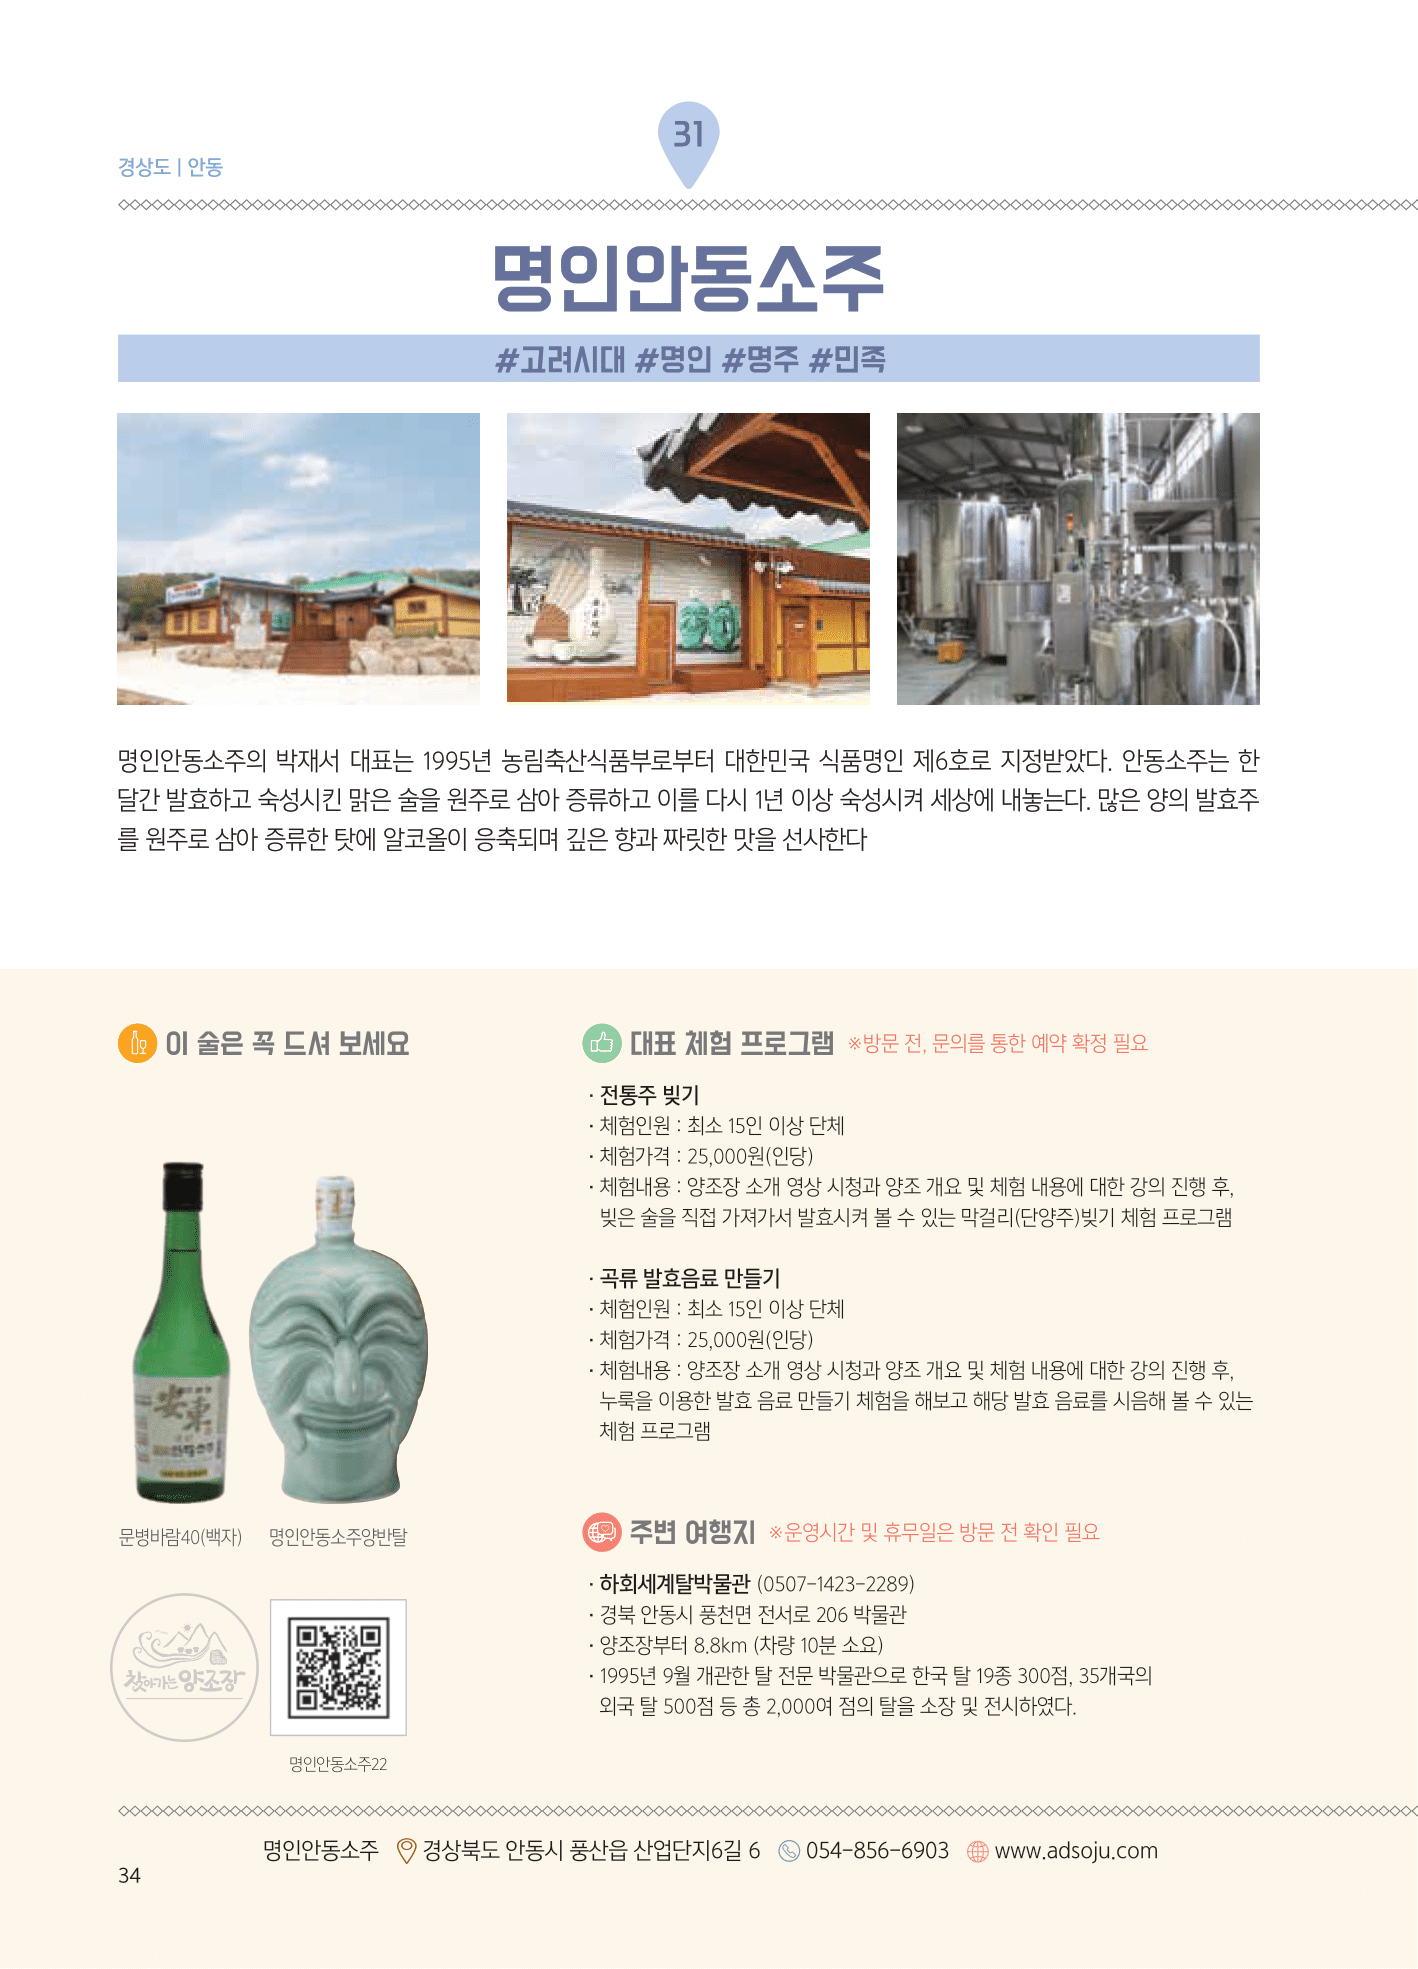 31
경상도 | 안동
명인안동소주
#고려시대 #명인 #명주 #민족
명인안동소주의 박재서 대표는 1995년 농림축산식품부로부터 대한민국 식품명인 제6호로 지정받았다. 안동소주는 한
달간 발효하고 숙성시킨 맑은 술을 원주로 삼아 증류하고 이를 다시 1년 이상 숙성시켜 세상에 내놓는다. 많은 양의 발효주
를 원주로 삼아 증류한 탓에 알코올이 응축되며 깊은 향과 짜릿한 맛을 선사한다
이 술은 꼭 드셔 보세요
安東
안동소주
문병바람40(백자) 명인안동소주양반탈
찾아가는 양조장
명인안동소주22
대표 체험 프로그램 ※방문 전, 문의를 통한 예약 확정 필요
· 전통주 빚기
· 체험인원 : 최소 15인 이상 단체
· 체험가격 : 25,000원(인당)
· 체험내용 : 양조장 소개 영상 시청과 양조 개요 및 체험 내용에 대한 강의 진행 후,
빚은 술을 직접 가져가서 발효시켜 볼 수 있는 막걸리(단양주)빚기 체험 프로그램
· 곡류 발효음료 만들기
· 체험인원 : 최소 15인 이상 단체
· 체험가격 : 25,000원(인당)
· 체험내용 : 양조장 소개 영상 시청과 양조 개요 및 체험 내용에 대한 강의 진행 후,
누룩을 이용한 발효 음료 만들기 체험을 해보고 해당 발효 음료를 시음해 볼 수 있는
체험 프로그램
주변 여행지 ※운영시간 및 휴무일은 방문 전 확인 필요
· 하회세계탈박물관 (0507-1423-2289)
· 경북 안동시 풍천면 전서로 206 박물관
· 양조장부터 8.8km (차량 10분 소요)
· 1995년 9월 개관한 탈 전문 박물관으로 한국 탈 19종 300점, 35개국의
외국 탈 500점 등 총 2,000여 점의 탈을 소장 및 전시하였다.
명인안동소주 경상북도 안동시 풍산읍 산업단지6길 6 054-856-6903 www.adsoju.com
34